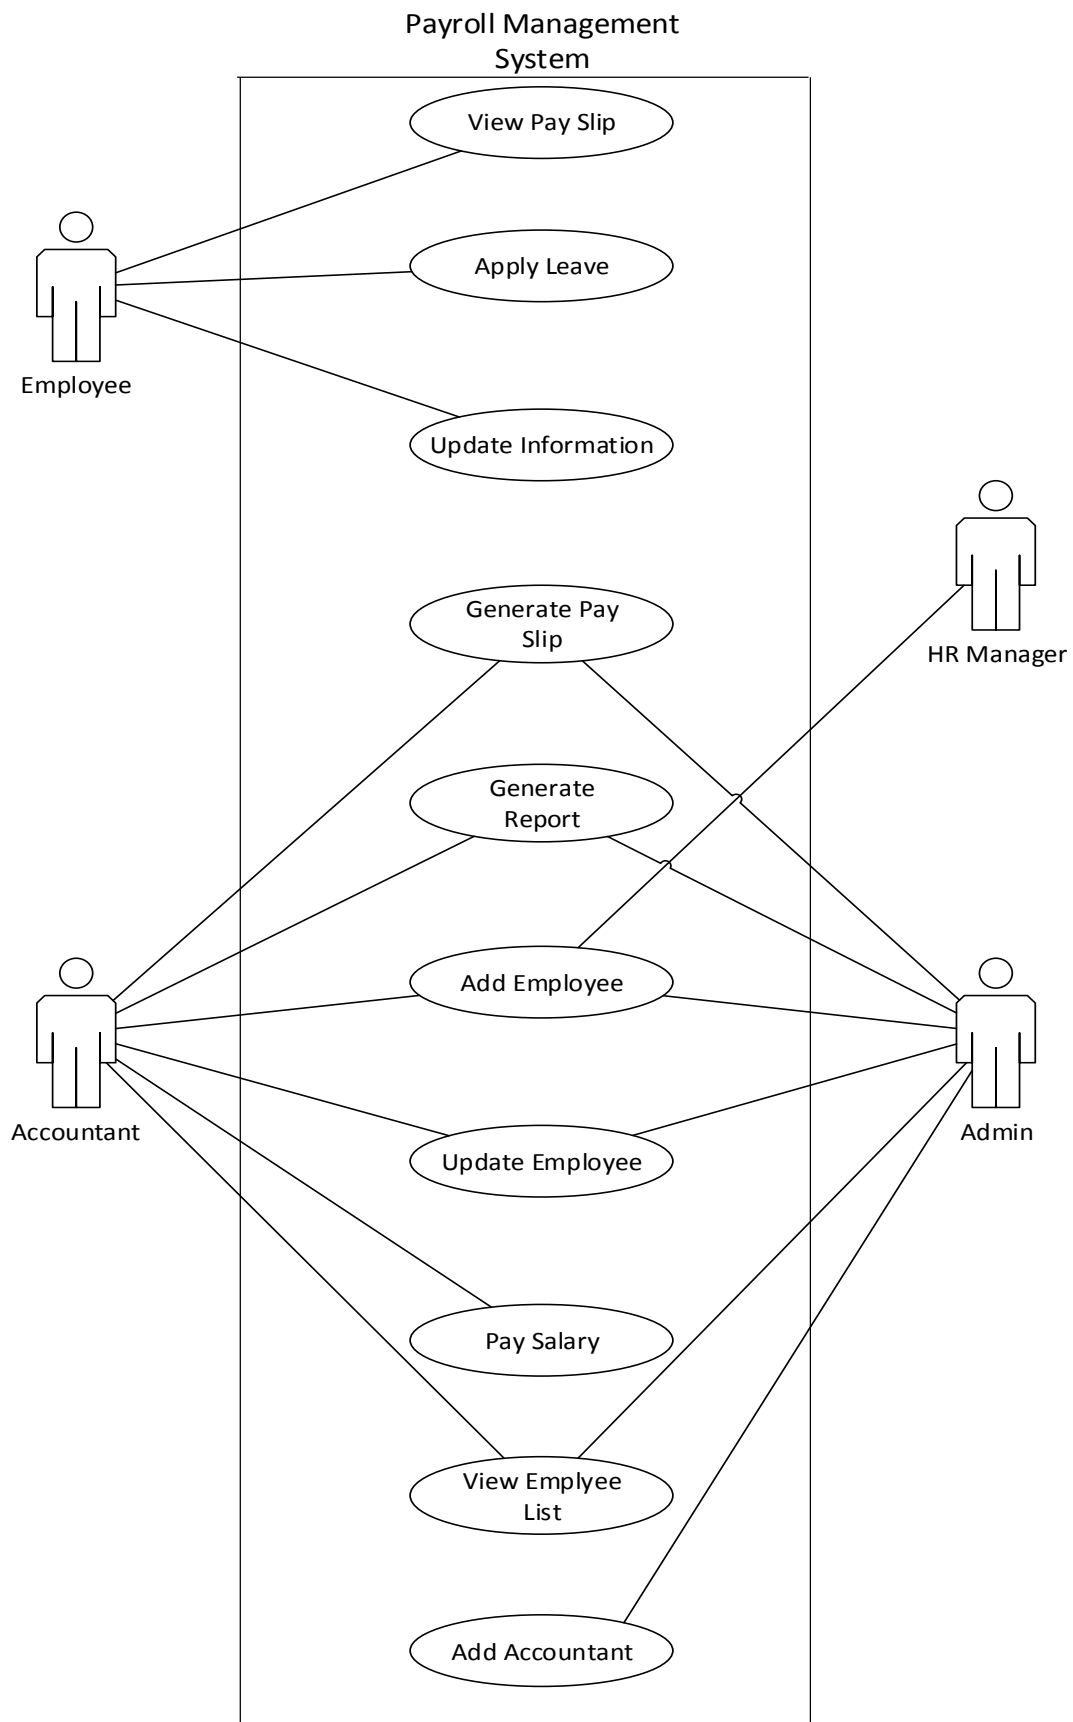 Payroll Management
System
View Pay Slip
Apply Leave
Employee
Update Information
Generate Pay
Slip
HR Manager
Generate
Report
Add Employee
Accountant
Admin
Update Employee
Pay Salary
View Emplyee
List
Add Accountant